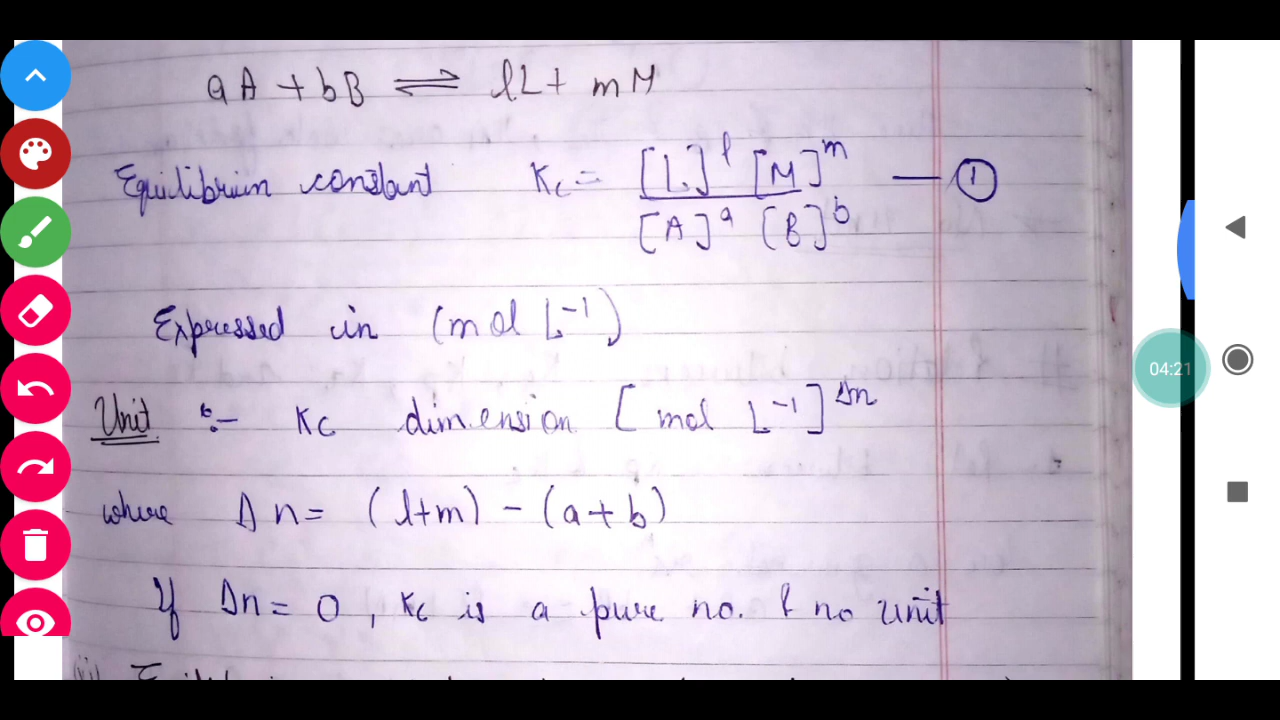 aA + bB ⇌ lL + mM
Equilibrium constant Kc = [L]^l [M]^m / [A]^a [B]^b — ①
Expressed in (mol L⁻¹)
Unit :- Kc dimension [mol L⁻¹]^Δn
where Δn = (l+m) - (a+b)
If Δn = 0, Kc is a pure no. & no unit
04:21